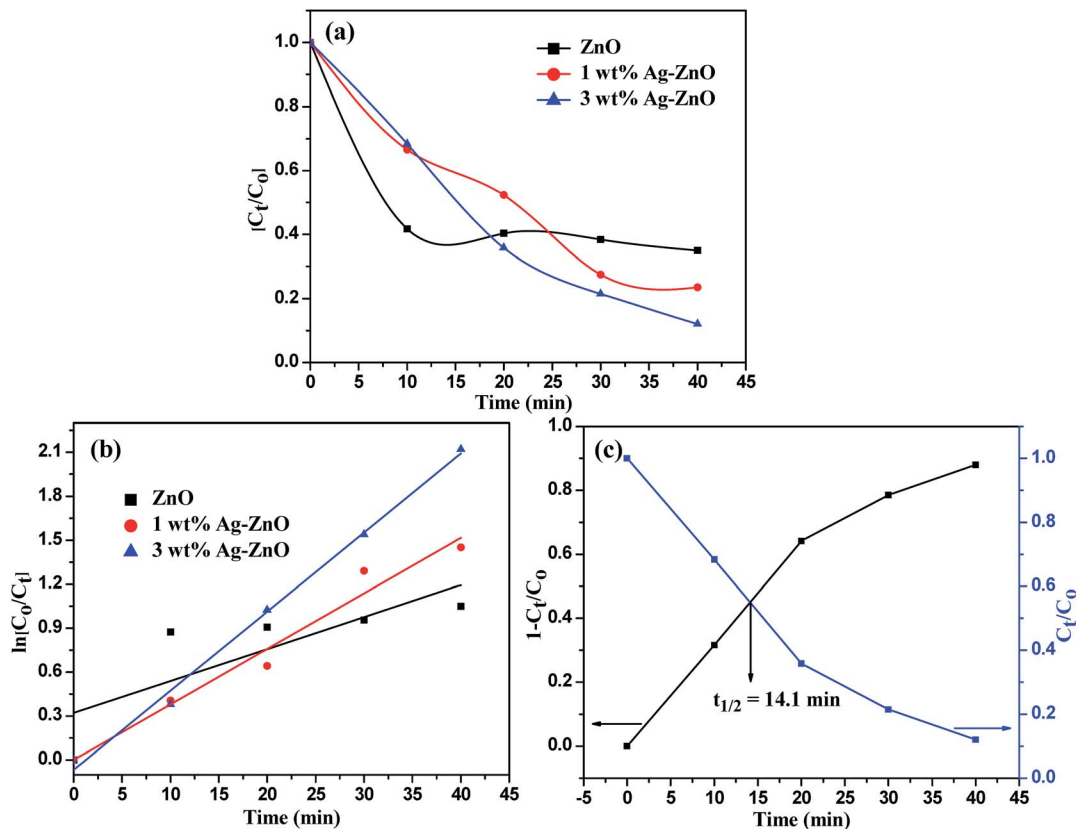 (a)
ZnO
1 wt% Ag-ZnO
3 wt% Ag-ZnO
[Ct/Co]
1.0
0.8
0.6
0.4
0.2
0.0
0 5 10 15 20 25 30 35 40 45
Time (min)
(b)
ZnO
1 wt% Ag-ZnO
3 wt% Ag-ZnO
ln[Co/Ct]
2.1
1.8
1.5
1.2
0.9
0.6
0.3
0.0
0 5 10 15 20 25 30 35 40 45
Time (min)
(c)
1-Ct/Co
1.0
0.8
0.6
0.4
0.2
0.0
t1/2 = 14.1 min
Ct/Co
1.0
0.8
0.6
0.4
0.2
0.0
-5 0 5 10 15 20 25 30 35 40 45
Time (min)